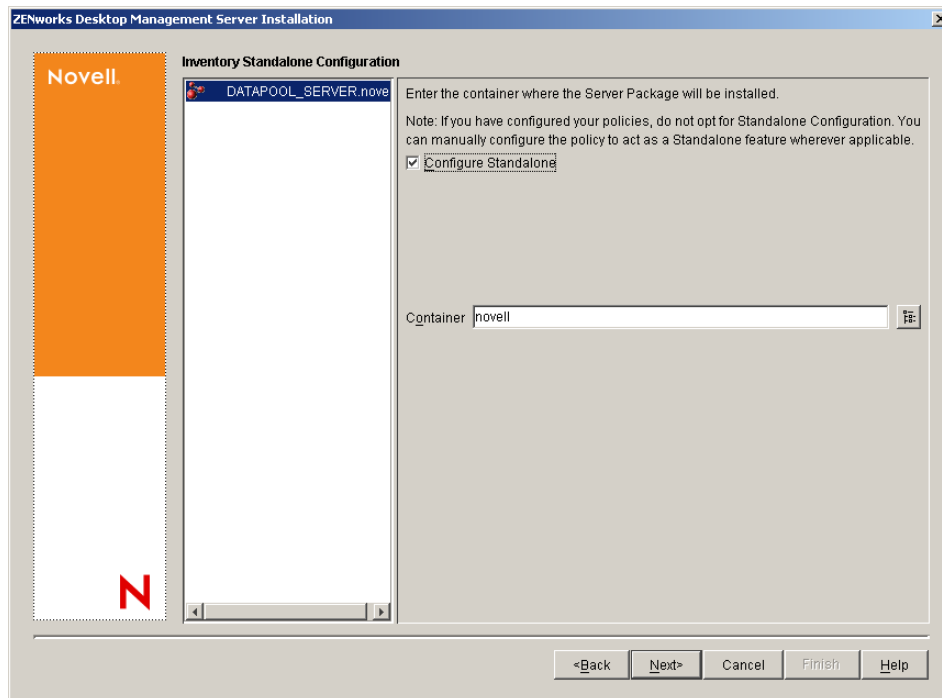 ZENworks Desktop Management Server Installation
Novell.
Inventory Standalone Configuration
DATAPOOL_SERVER.nove
Enter the container where the Server Package will be installed.
Note: If you have configured your policies, do not opt for Standalone Configuration. You
can manually configure the policy to act as a Standalone feature wherever applicable.
Configure Standalone
Container novell
N
<Back Next> Cancel Finish Help